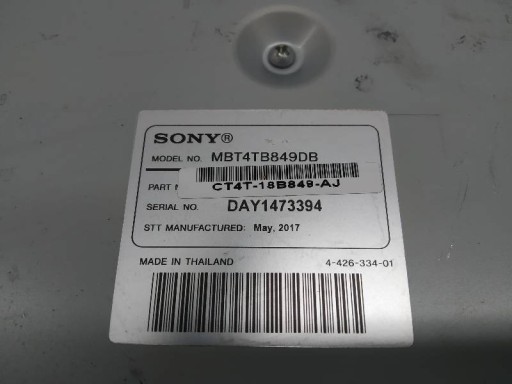 SONY®
MODEL NO. MBT4TB849DB
PART N
CT4T-18B849-AJ
SERIAL NO. DAY1473394
STT MANUFACTURED: May, 2017
MADE IN THAILAND 4-426-334-01